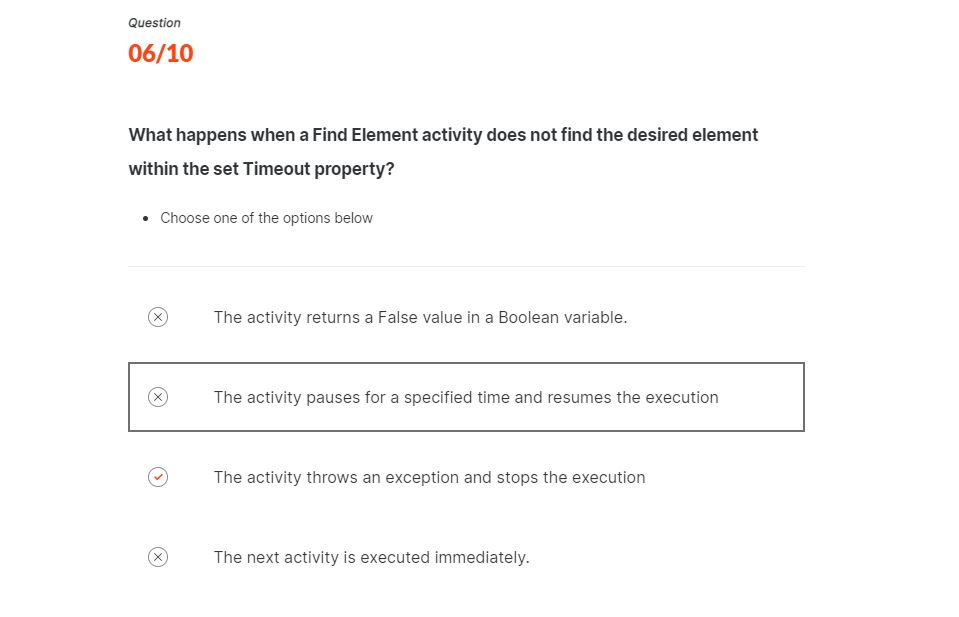 Question
06/10
What happens when a Find Element activity does not find the desired element
within the set Timeout property?
• Choose one of the options below
The activity returns a False value in a Boolean variable.
The activity pauses for a specified time and resumes the execution
The activity throws an exception and stops the execution
The next activity is executed immediately.